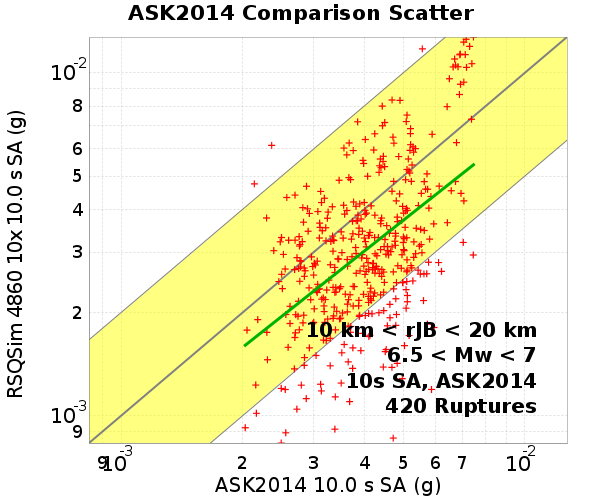 ASK2014 Comparison Scatter
RSQSim 4860 10x 10.0 s SA (g)
10⁻²
8
6
5
4
3
2
10⁻³
9
10 km < rJB < 20 km
6.5 < Mw < 7
10s SA, ASK2014
420 Ruptures
9 10⁻³ 2 3 4 5 6 7 10⁻²
ASK2014 10.0 s SA (g)